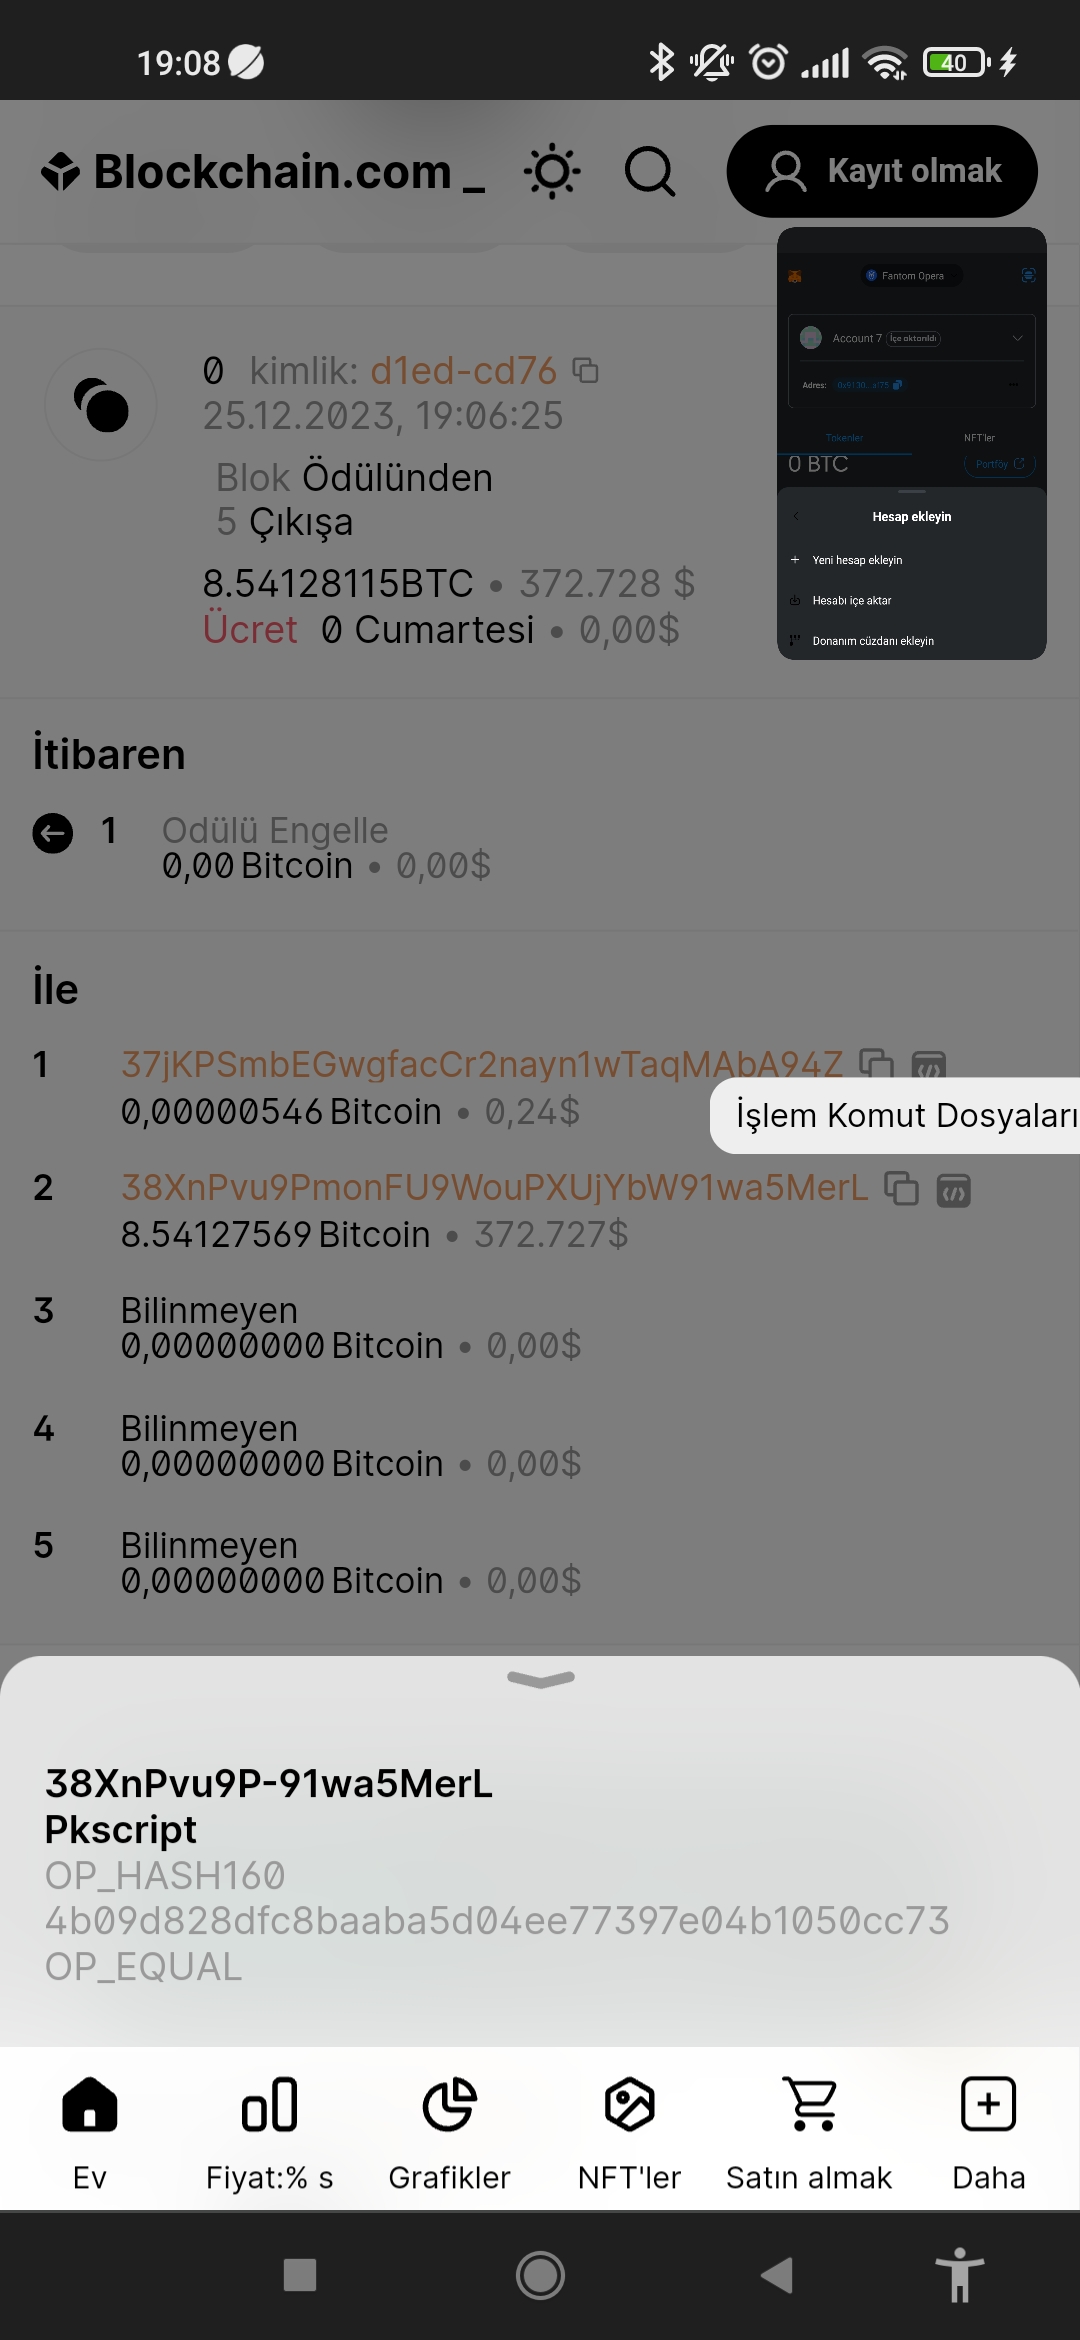 19:08
40
Blockchain.com _
Kayıt olmak
0 kimlik: d1ed-cd76
25.12.2023, 19:06:25
Blok Ödülünden
5 Çıkışa
8.54128115BTC • 372.728 $
Ücret 0 Cumartesi • 0,00$
Fantom Opera
Account 7 İçe aktarıldı
Adres:
Tokenler
NFT'ler
0 BTC
Portföy
Hesap ekleyin
Yeni hesap ekleyin
Hesabı içe aktar
Donanım cüzdanı ekleyin
İtibaren
1 Ödülü Engelle
0,00 Bitcoin • 0,00$
İle
1 37jKPSmbEGwgfacCr2nayn1wTaqMAbA94Z
0,00000546 Bitcoin • 0,24$
İşlem Komut Dosyaları
2 38XnPvu9PmonFU9WouPXUjYbW91wa5MerL
8.54127569 Bitcoin • 372.727$
3 Bilinmeyen
0,00000000 Bitcoin • 0,00$
4 Bilinmeyen
0,00000000 Bitcoin • 0,00$
5 Bilinmeyen
0,00000000 Bitcoin • 0,00$
38XnPvu9P-91wa5MerL
Pkscript
OP_HASH160
4b09d828dfc8baaba5d04ee77397e04b1050cc73
OP_EQUAL
Ev
Fiyat:% s
Grafikler
NFT'ler
Satın almak
Daha